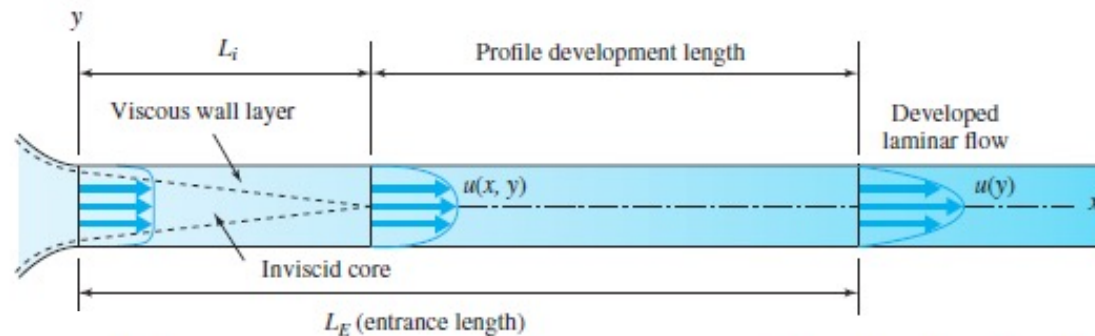 y
L_i
Profile development length
Viscous wall layer
Developed
laminar flow
u(x, y)
u(y)
x
Inviscid core
L_E (entrance length)